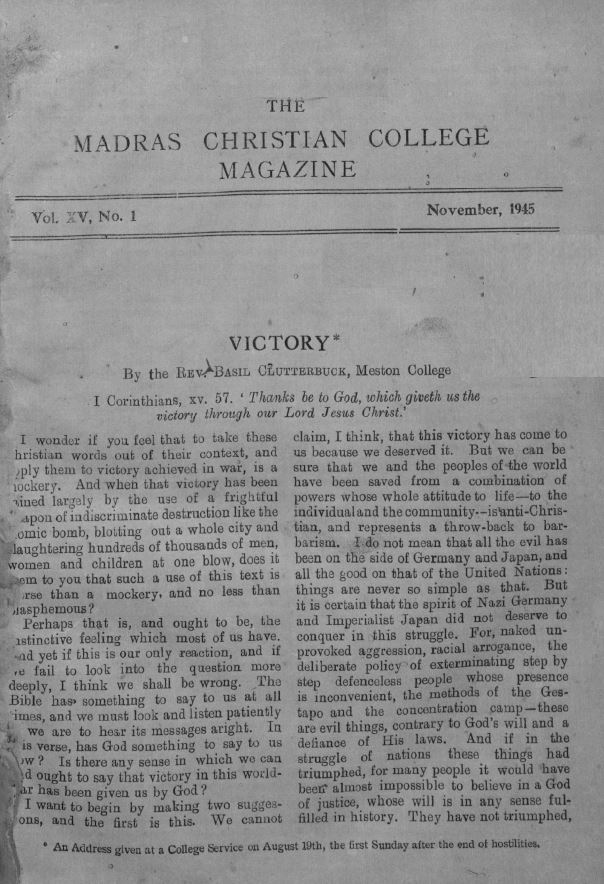 THE
MADRAS CHRISTIAN COLLEGE
MAGAZINE
Vol. XV, No. 1
November, 1945
VICTORY*
By the REV. BASIL CLUTTERBUCK, Meston College
I Corinthians, xv. 57. ' Thanks be to God, which giveth us the
victory through our Lord Jesus Christ.'
I wonder if you feel that to take these
hristian words out of their context, and
ply them to victory achieved in war, is a
ockery. And when that victory has been
ined largely by the use of a frightful
apon of indiscriminate destruction like the
omic bomb, blotting out a whole city and
laughtering hundreds of thousands of men,
women and children at one blow, does it
em to you that such a use of this text is
rse than a mockery, and no less than
lasphemous?
Perhaps that is, and ought to be, the
nstinctive feeling which most of us have.
nd yet if this is our only reaction, and if
e fail to look into the question more
deeply, I think we shall be wrong. The
Bible has something to say to us at all
imes, and we must look and listen patiently
we are to hear its messages aright. In
is verse, has God something to say to us
ow? Is there any sense in which we can
d ought to say that victory in this world-
ar has been given us by God?
I want to begin by making two sugges-
ons, and the first is this. We cannot
claim, I think, that this victory has come to
us because we deserved it. But we can be
sure that we and the peoples of the world
have been saved from a combination of
powers whose whole attitude to life—to the
individual and the community—is anti-Chris-
tian, and represents a throw-back to bar-
barism. I do not mean that all the evil has
been on the side of Germany and Japan, and
all the good on that of the United Nations:
things are never so simple as that. But
it is certain that the spirit of Nazi Germany
and Imperialist Japan did not deserve to
conquer in this struggle. For, naked un-
provoked aggression, racial arrogance, the
deliberate policy of exterminating step by
step defenceless people whose presence
is inconvenient, the methods of the Ges-
tapo and the concentration camp—these
are evil things, contrary to God's will and a
defiance of His laws. And if in the
struggle of nations these things had
triumphed, for many people it would have
been almost impossible to believe in a God
of justice, whose will is in any sense ful-
filled in history. They have not triumphed,
* An Address given at a College Service on August 19th, the first Sunday after the end of hostilities.